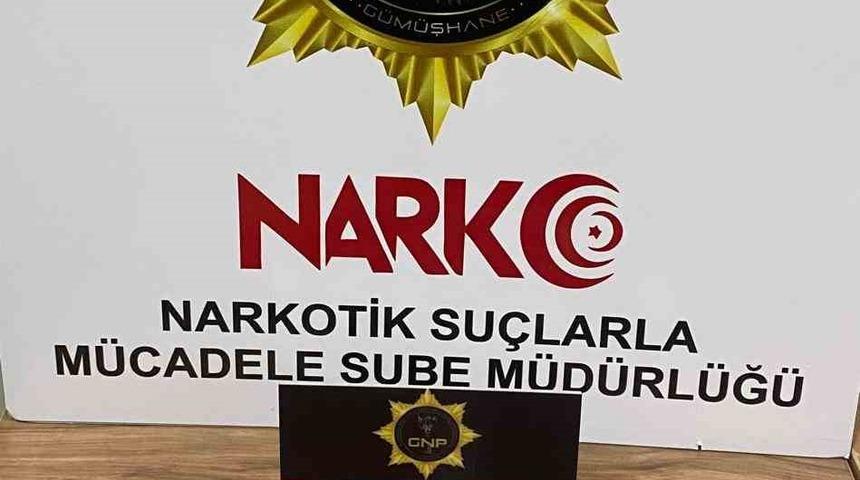 GÜMÜŞHANE
NARKO
NARKOTİK SUÇLARLA
MÜCADELE SUBE MÜDÜRLÜĞÜ
GNP